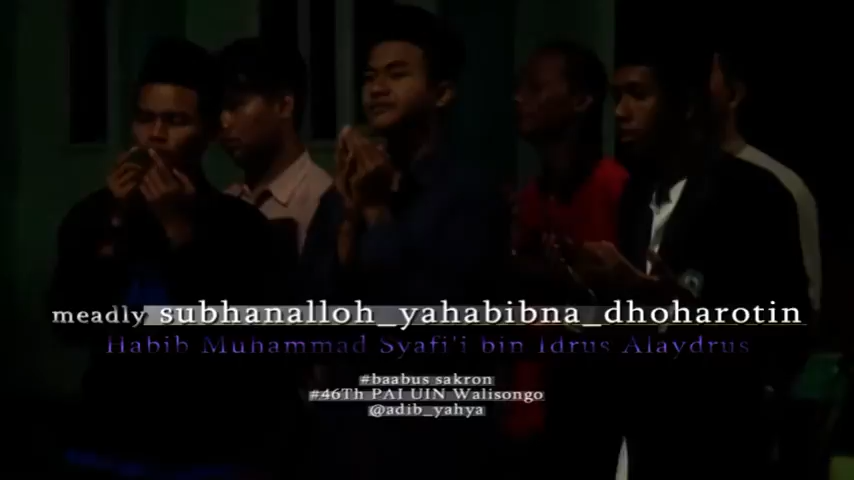 meadly subhanalloh_yahabibna_dhoharotin
Habib Muhammad Syafi'i bin Idrus Alaydrus
#baabus sakron
#46Th PAI UIN Walisongo
@adib_yahya